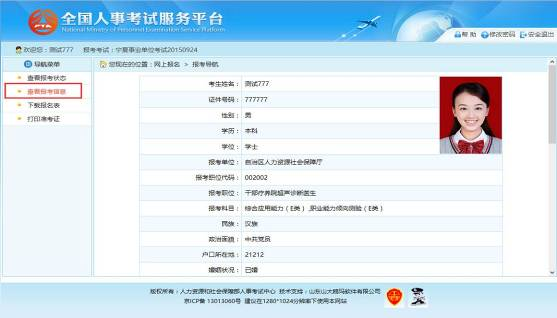 全国人事考试服务平台
National Ministry of Personnel Examination Service Platform
帮助 修改密码 安全退出
欢迎您：测试777 报考考试：宁夏事业单位考试20150924
导航菜单
您现在的位置：网上报名 > 报考导航
查看报考状态
查看报考信息
下载报名表
打印准考证
考生姓名： 测试777
证件号码： 777777
性别： 男
学历： 本科
学位： 学士
报考单位： 自治区人力资源社会保障厅
报考职位代码： 002002
报考职位： 干部疗养院超声诊断医生
报考科目： 综合应用能力（E类）,职业能力倾向测验（E类）
民族： 汉族
政治面貌： 中共党员
户口所在地： 21212
婚姻状况： 已婚
版权所有：人力资源和社会保障部人事考试中心 技术支持：山东山大鸥玛软件有限公司
京ICP备 13013060号 建议在1280*1024分辨率下使用本网站